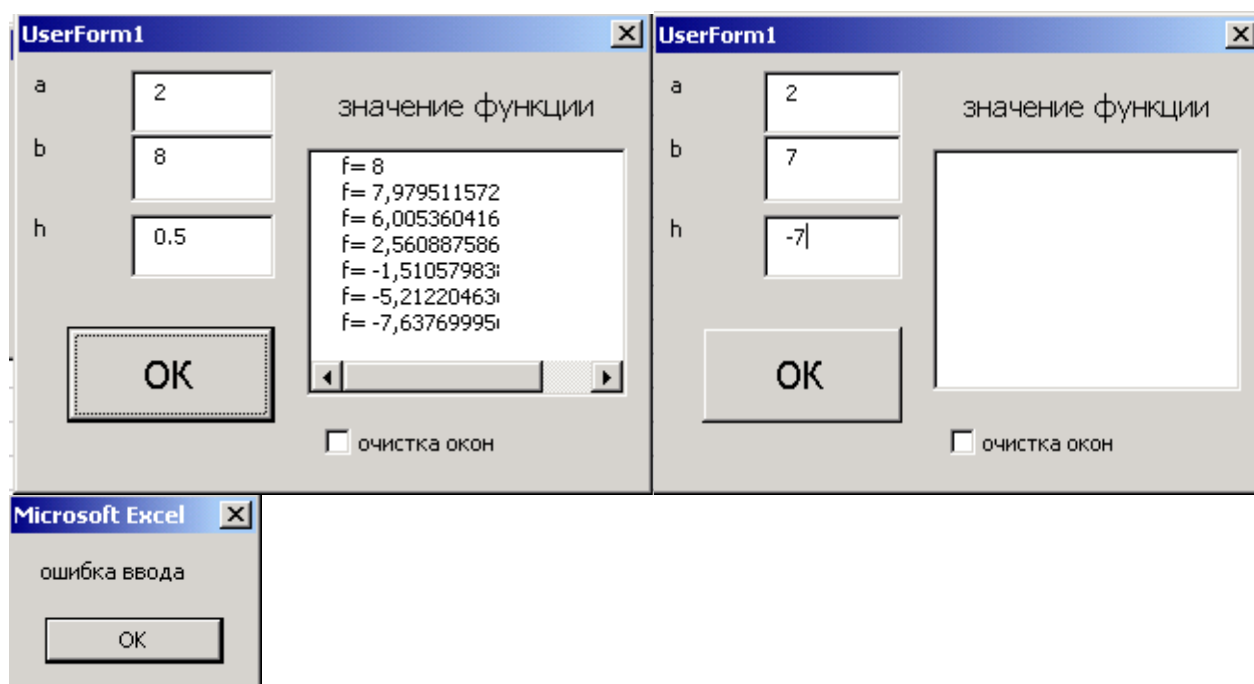 UserForm1
a
2
значение функции
b
8
f= 8
f= 7,979511572
f= 6,005360416
f= 2,560887586
h
0.5
f= -1,51057983
f= -5,21220463
f= -7,63769995
OK
очистка окон
UserForm1
a
2
значение функции
b
7
h
-7
OK
очистка окон
Microsoft Excel
ошибка ввода
OK